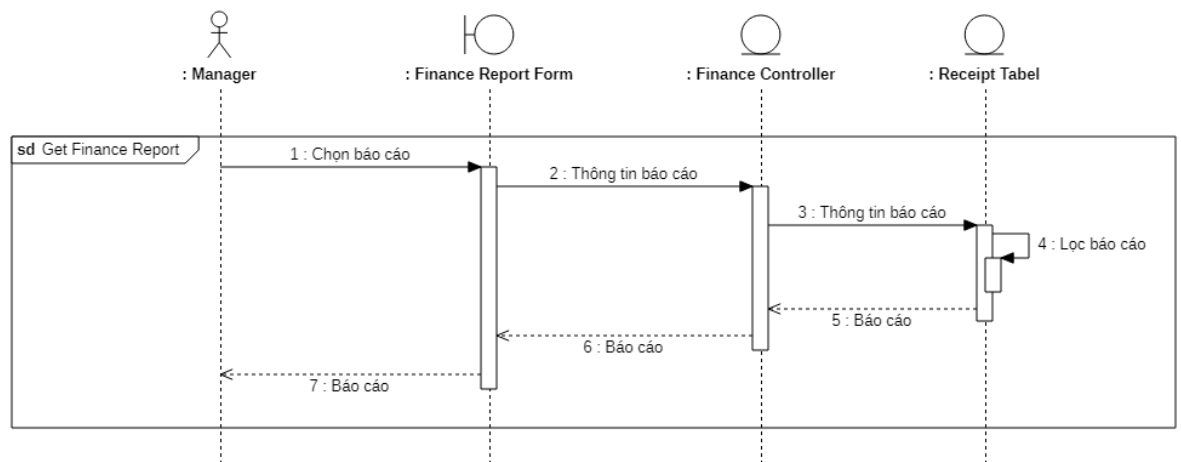 : Manager
: Finance Report Form
: Finance Controller
: Receipt Tabel
sd Get Finance Report
1 : Chọn báo cáo
2 : Thông tin báo cáo
3 : Thông tin báo cáo
4 : Lọc báo cáo
5 : Báo cáo
6 : Báo cáo
7 : Báo cáo